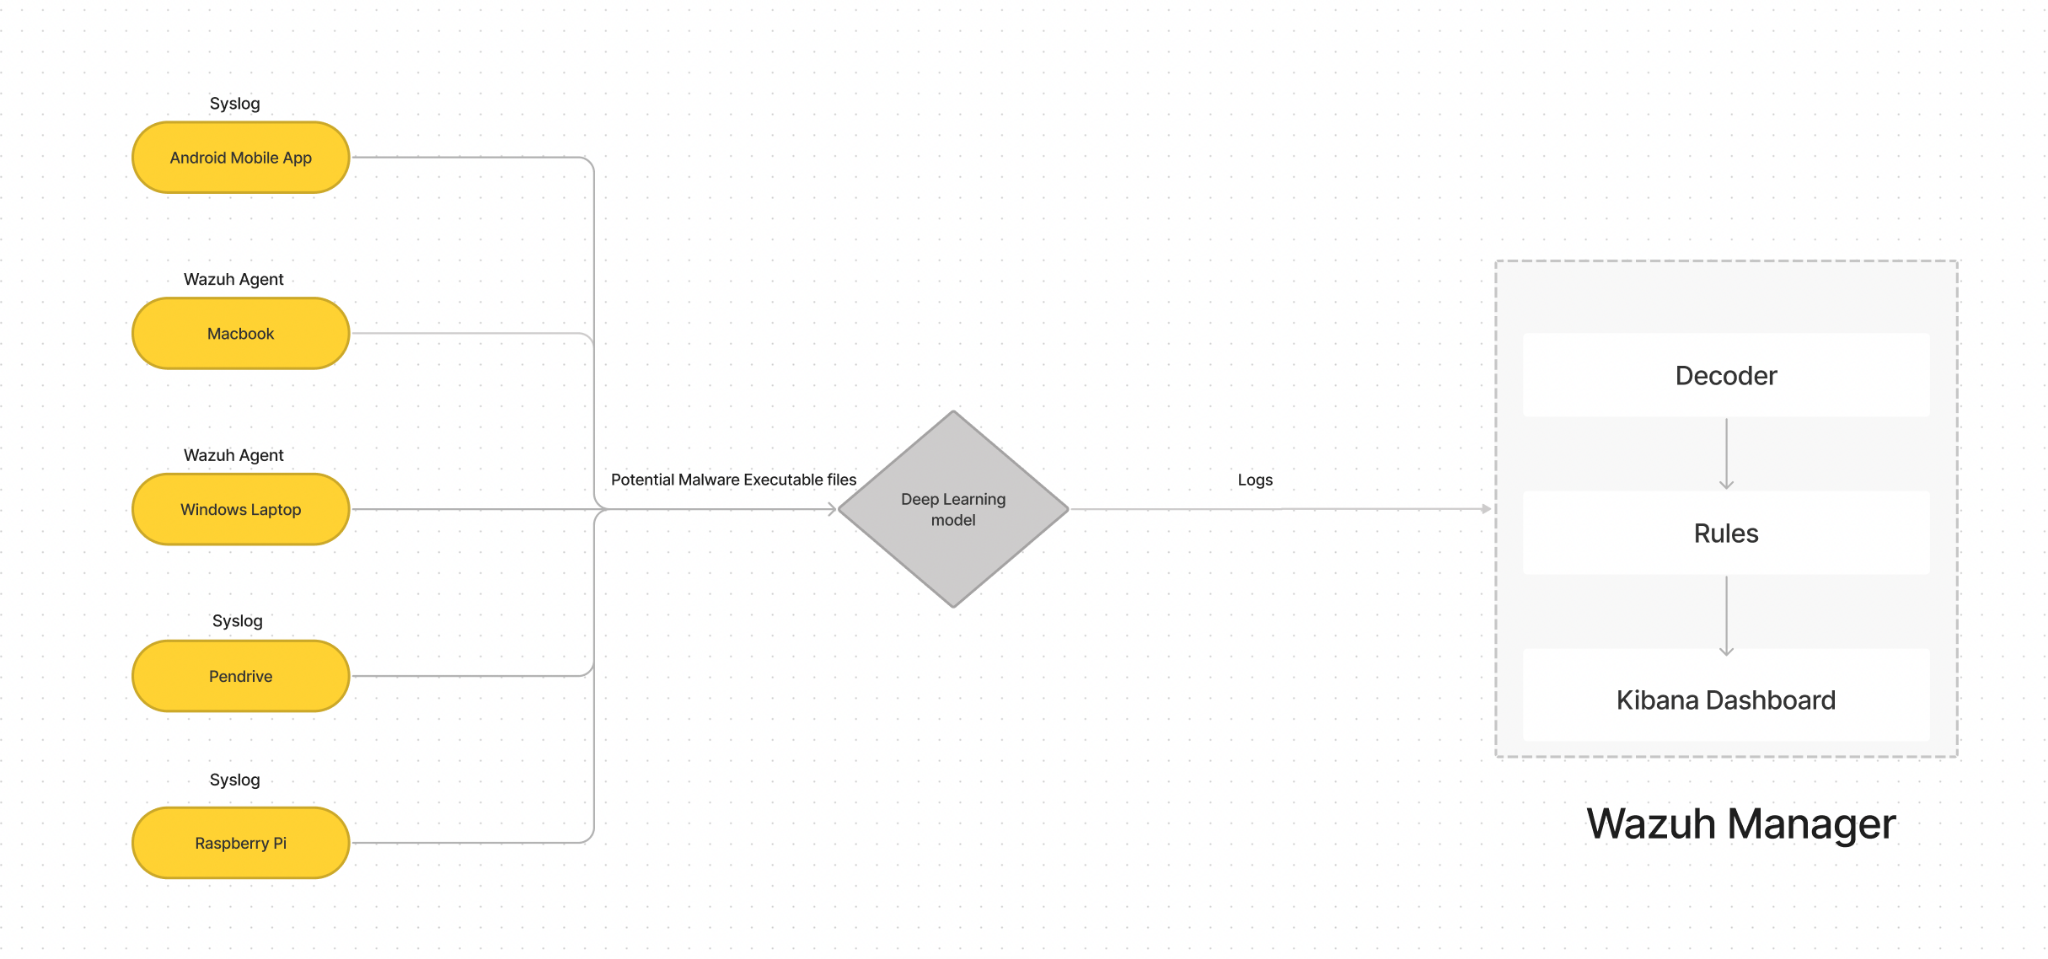 Syslog
Android Mobile App
Wazuh Agent
Macbook
Wazuh Agent
Windows Laptop
Syslog
Pendrive
Syslog
Raspberry Pi
Potential Malware Executable files
Deep Learning
model
Logs
Decoder
Rules
Kibana Dashboard
Wazuh Manager